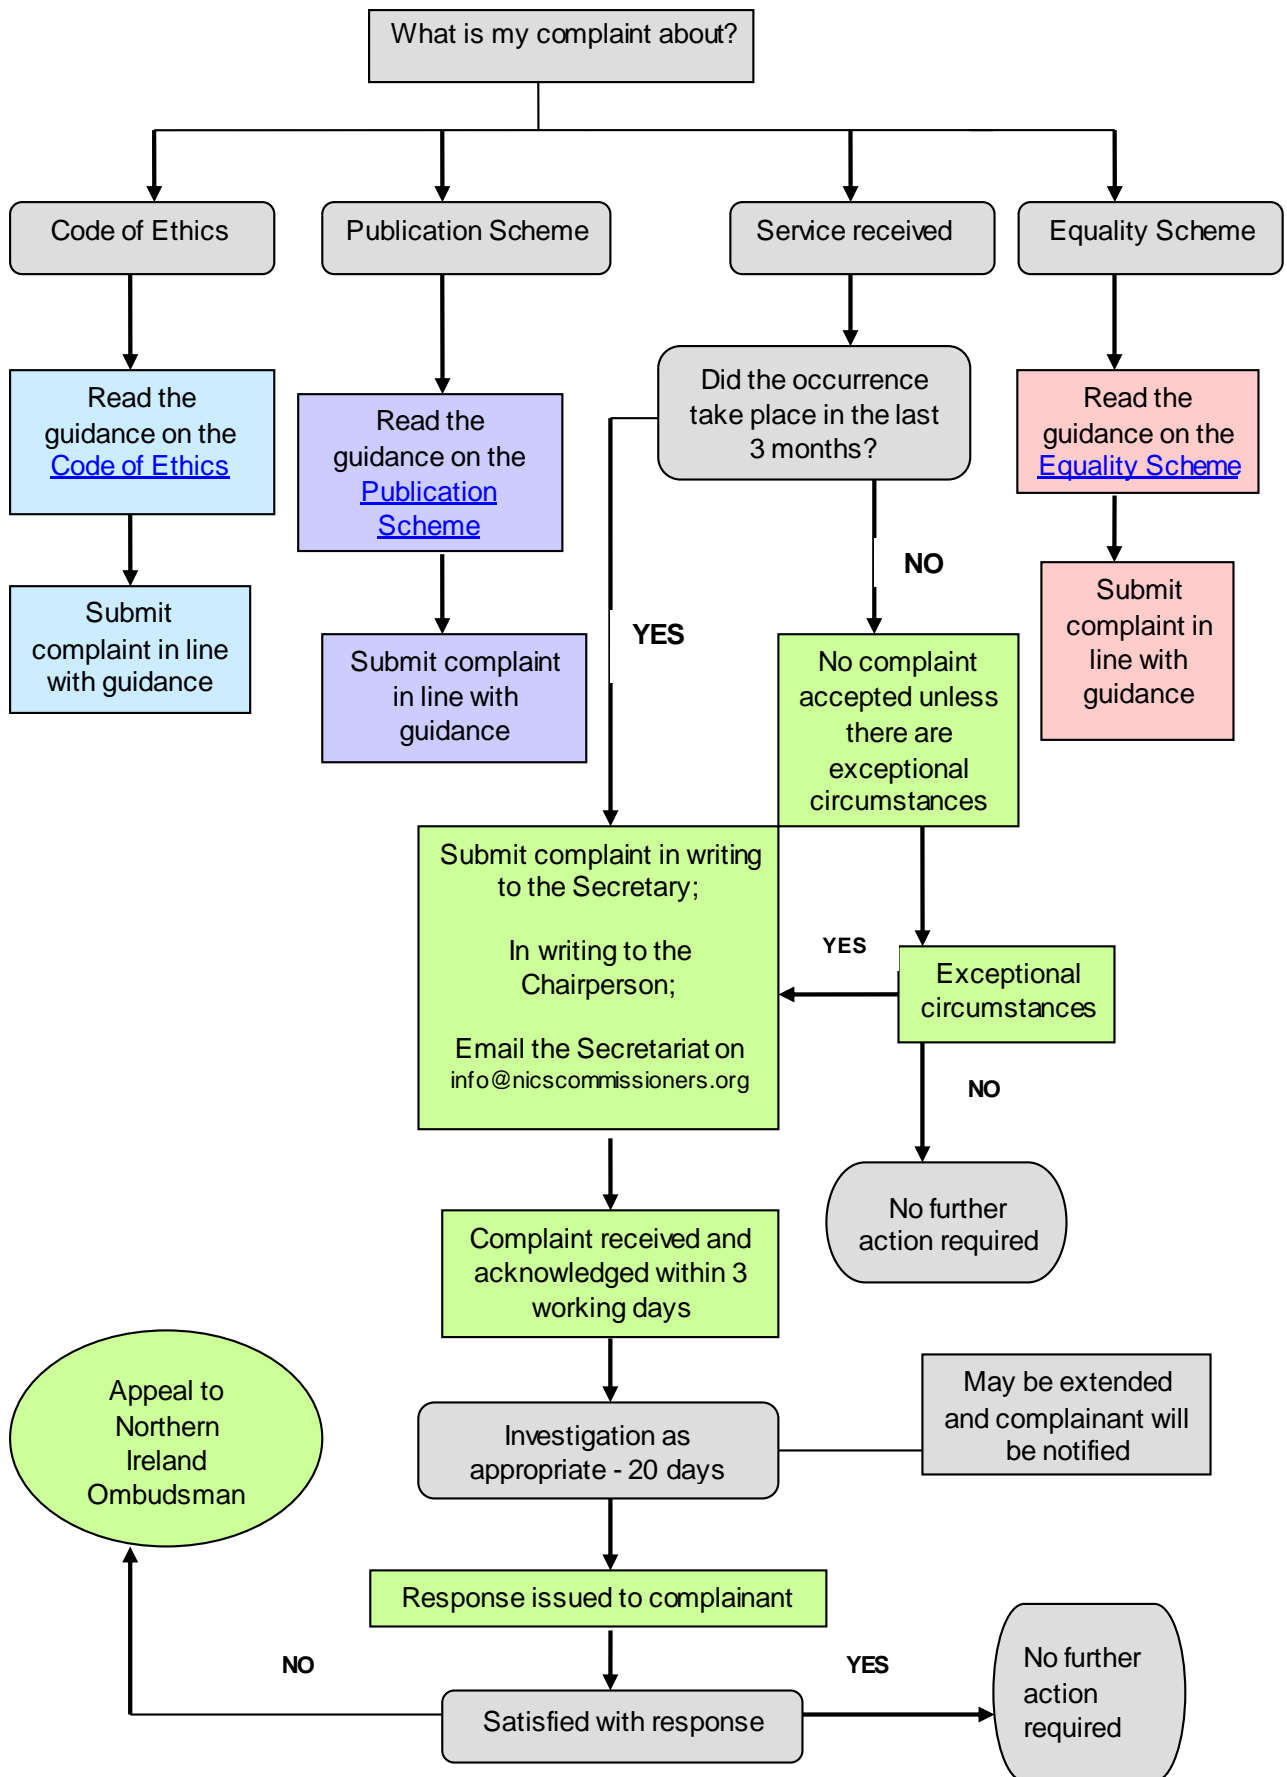 What is my complaint about?
Code of Ethics
Publication Scheme
Service received
Equality Scheme
Read the
guidance on the
Code of Ethics
Submit
complaint in line
with guidance
Read the
guidance on the
Publication
Scheme
Submit complaint
in line with
guidance
Did the occurrence
take place in the last
3 months?
YES
NO
Read the
guidance on the
Equality Scheme
Submit
complaint in
line with
guidance
No complaint
accepted unless
there are
exceptional
circumstances
Submit complaint in writing
to the Secretary;
In writing to the
Chairperson;
Email the Secretariat on
info@nicscommissioners.org
YES
Exceptional
circumstances
NO
No further
action required
Complaint received and
acknowledged within 3
working days
Investigation as
appropriate - 20 days
May be extended
and complainant will
be notified
Appeal to
Northern
Ireland
Ombudsman
Response issued to complainant
NO
YES
Satisfied with response
No further
action
required